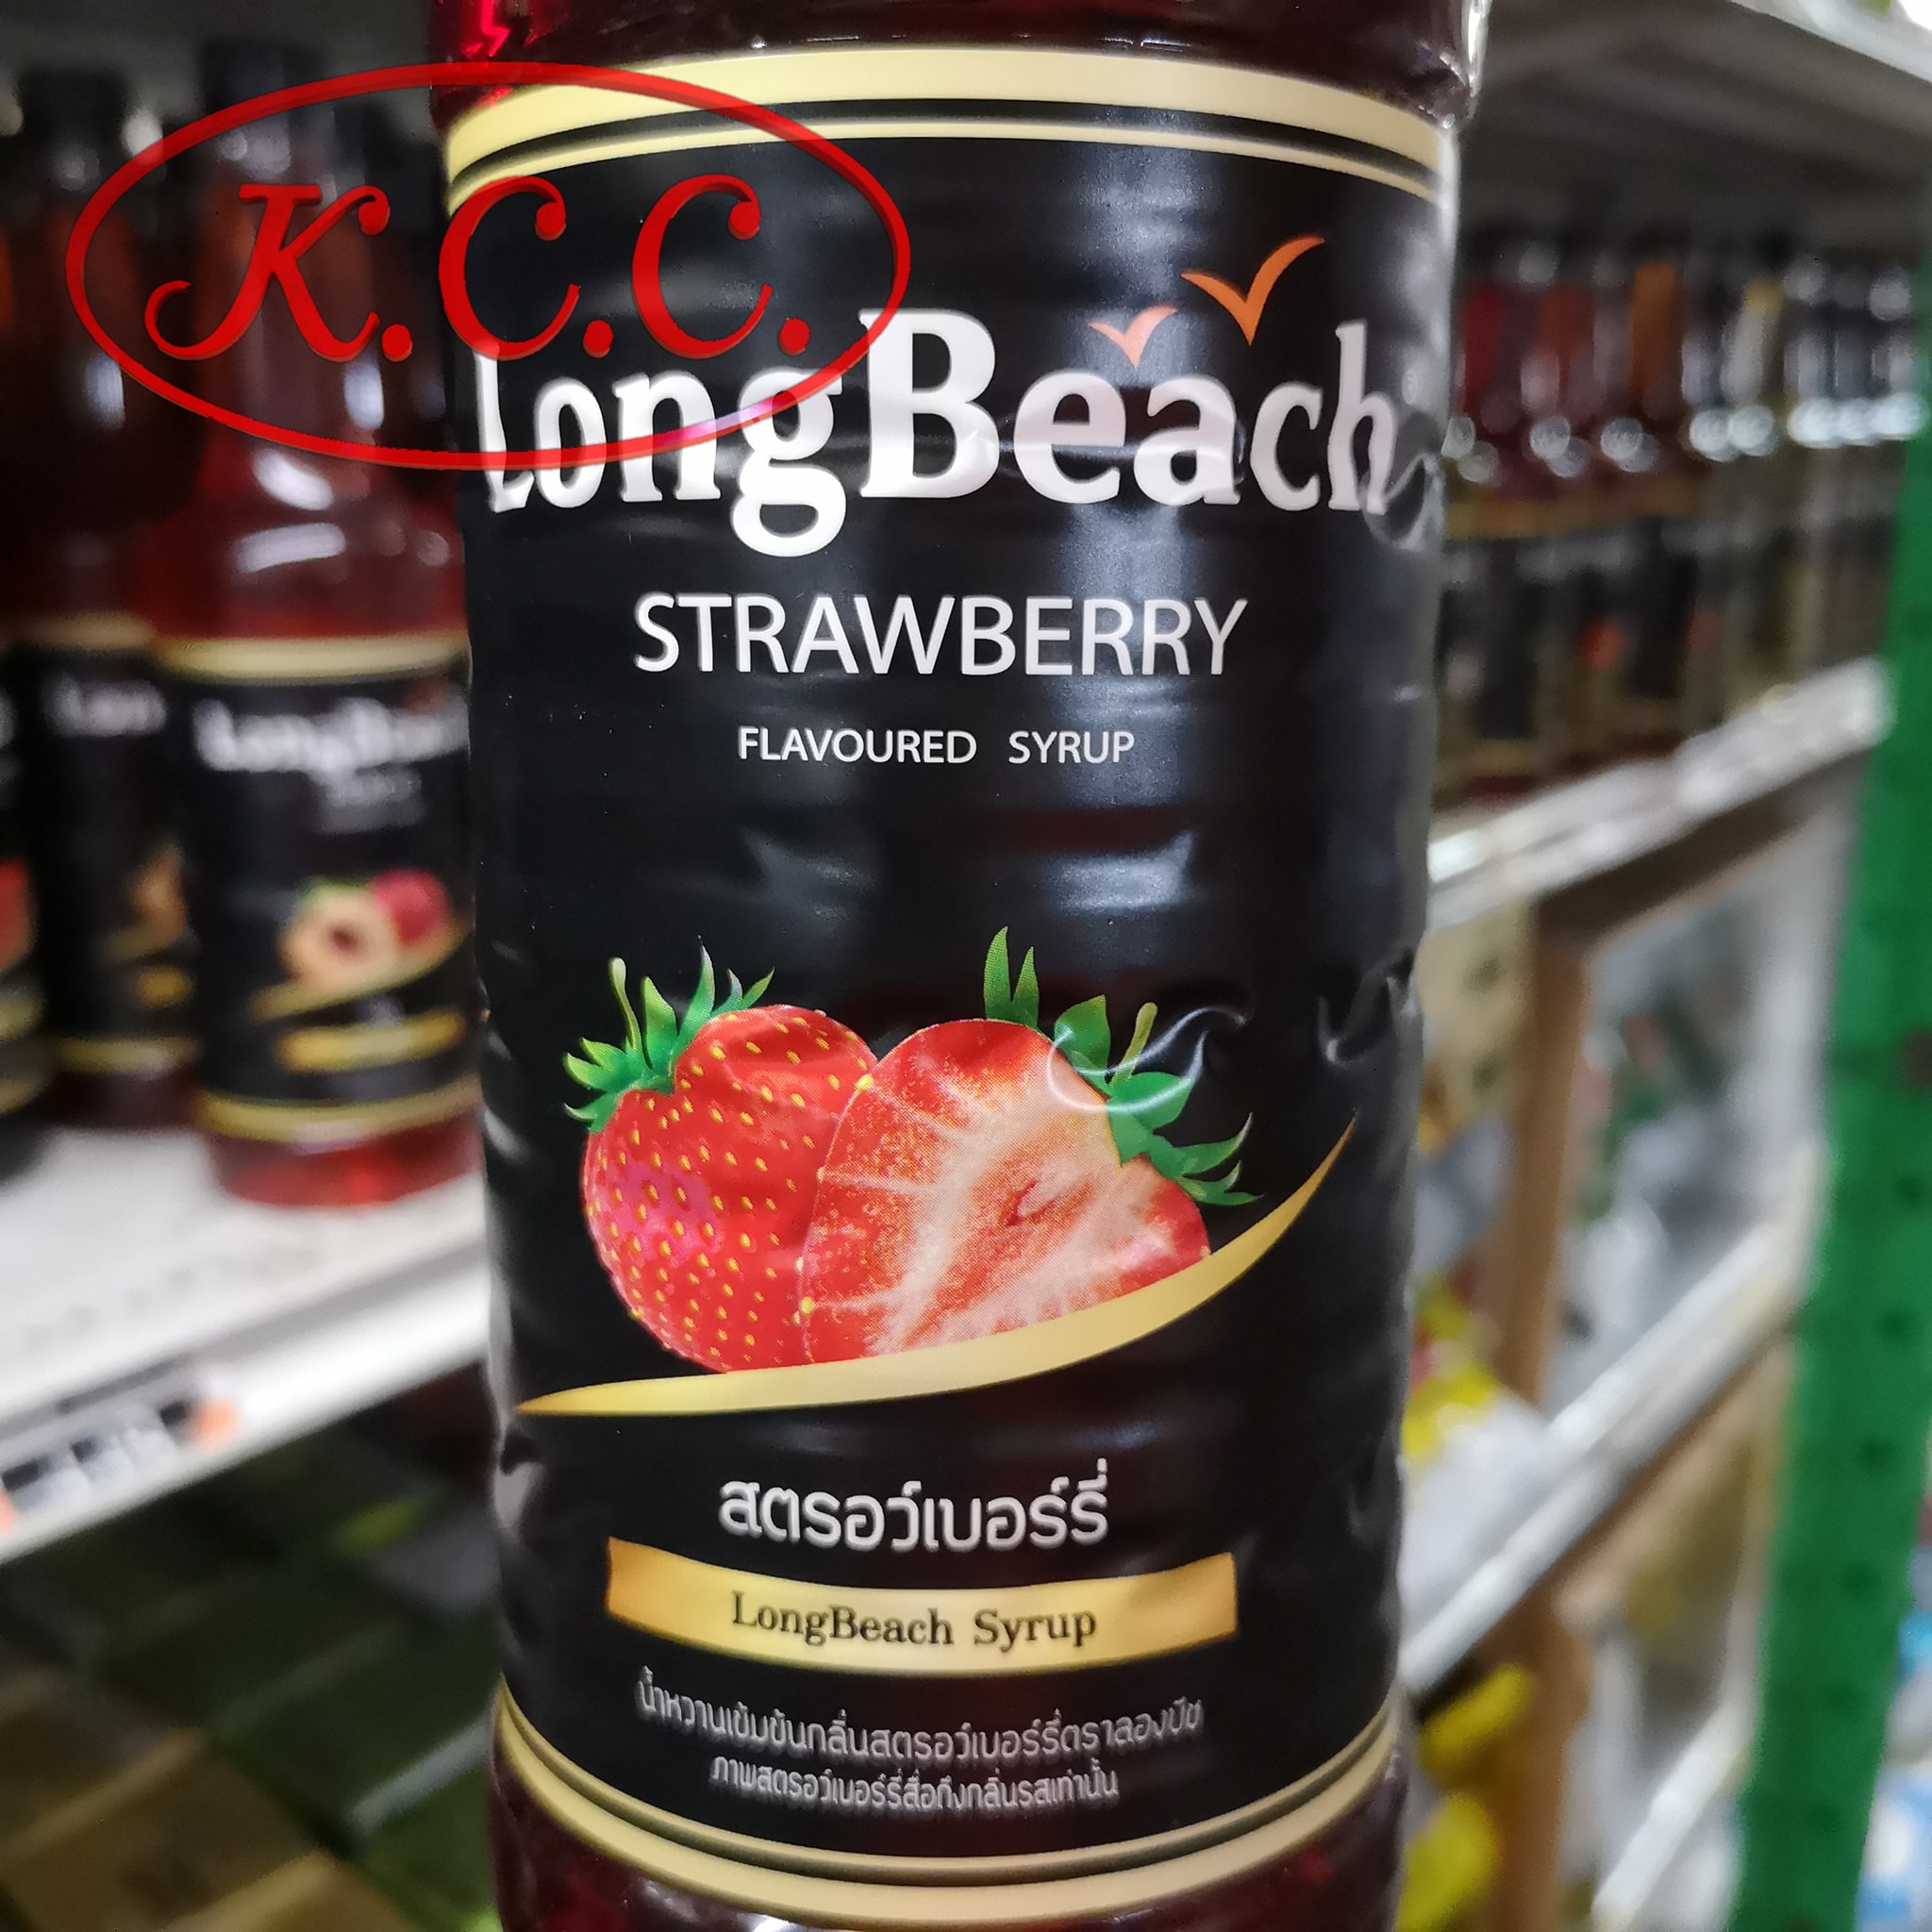 K.C.C.
LongBeach
STRAWBERRY
FLAVOURED SYRUP
สตรอว์เบอร์รี่
LongBeach Syrup
น้ำหวานเข้มข้นกลิ่นสตรอว์เบอร์รี่ตราลองบีช
ภาพสตรอว์เบอร์รี่สื่อถึงกลิ่นรสเท่านั้น
LongBeach